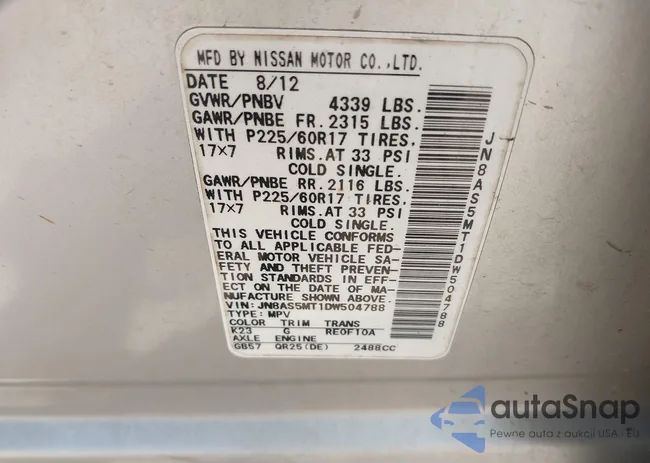 MFD BY NISSAN MOTOR CO.,LTD.
DATE 8/12
GVWR/PNBV 4339 LBS.
GAWR/PNBE FR. 2315 LBS.
WITH P225/60R17 TIRES.
17x7 RIMS.AT 33 PSI
COLD SINGLE.
GAWR/PNBE RR. 2116 LBS.
WITH P225/60R17 TIRES.
17x7 RIMS.AT 33 PSI
COLD SINGLE.
THIS VEHICLE CONFORMS
TO ALL APPLICABLE FED-
ERAL MOTOR VEHICLE SA-
FETY AND THEFT PREVEN-
TION STANDARDS IN EFF-
ECT ON THE DATE OF MA-
NUFACTURE SHOWN ABOVE.
VIN: JN8AS5MT1DW504788
TYPE: MPV
COLOR TRIM TRANS
K23 G RE0F10A
AXLE ENGINE
GB57 QR25(DE) 2488CC
JN8AS5MT1DW504788
autaSnap
Pewne auta z aukcji USA - EU